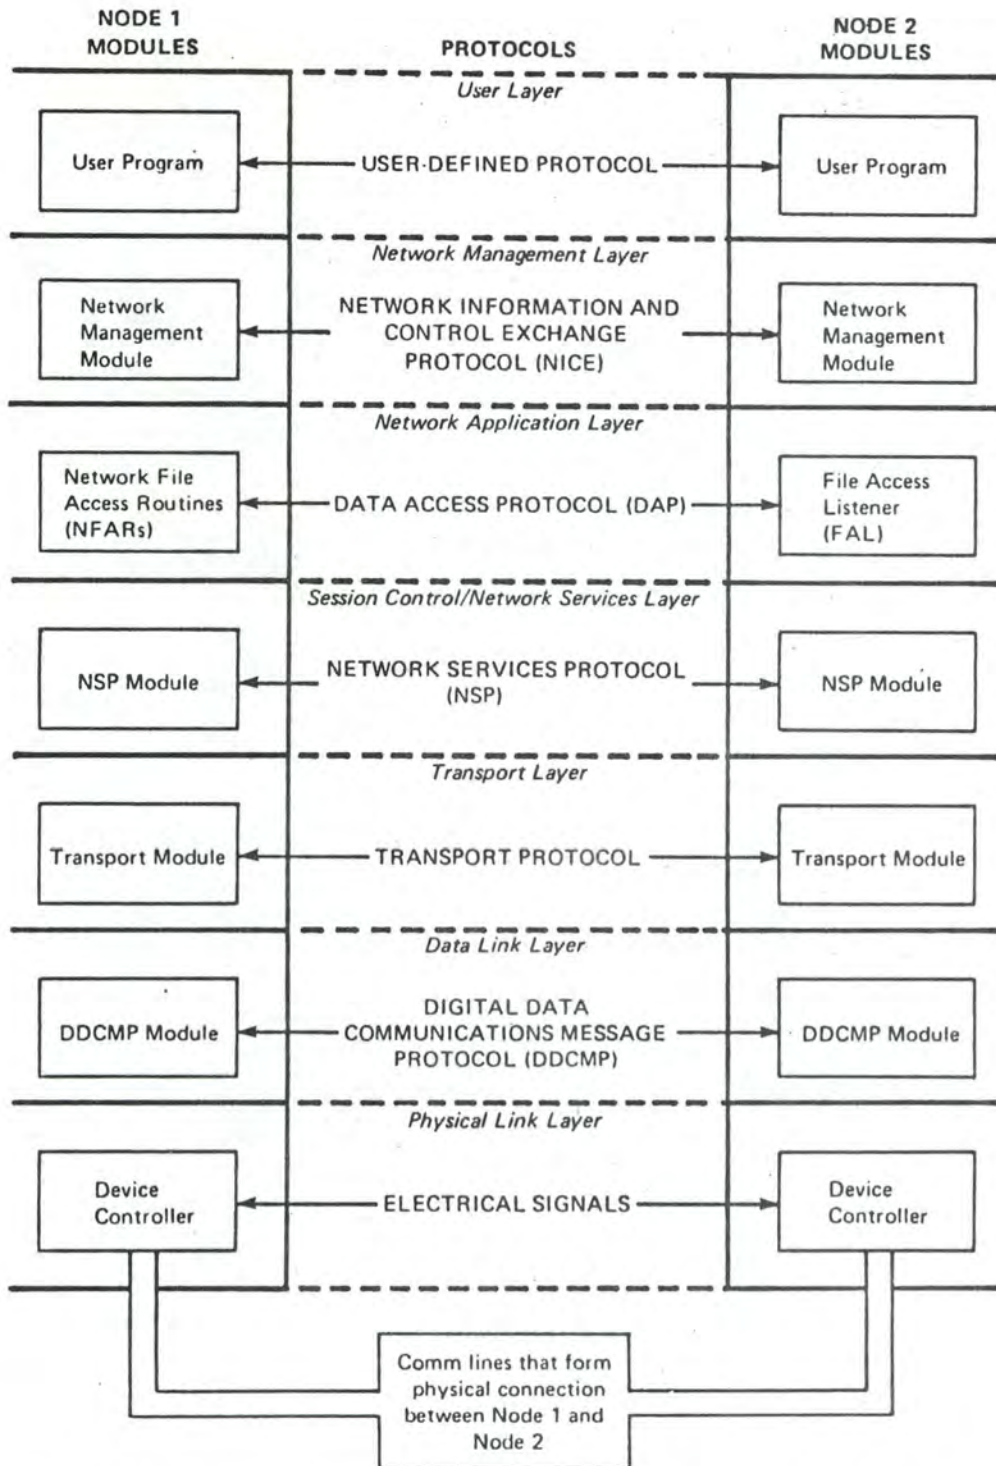 NODE 1
MODULES
PROTOCOLS
NODE 2
MODULES
User Layer
User Program
USER-DEFINED PROTOCOL
User Program
Network Management Layer
Network
Management
Module
NETWORK INFORMATION AND
CONTROL EXCHANGE
PROTOCOL (NICE)
Network
Management
Module
Network Application Layer
Network File
Access Routines
(NFARs)
DATA ACCESS PROTOCOL (DAP)
File Access
Listener
(FAL)
Session Control/Network Services Layer
NSP Module
NETWORK SERVICES PROTOCOL
(NSP)
NSP Module
Transport Layer
Transport Module
TRANSPORT PROTOCOL
Transport Module
Data Link Layer
DDCMP Module
DIGITAL DATA
COMMUNICATIONS MESSAGE
PROTOCOL (DDCMP)
DDCMP Module
Physical Link Layer
Device
Controller
ELECTRICAL SIGNALS
Device
Controller
Comm lines that form
physical connection
between Node 1 and
Node 2